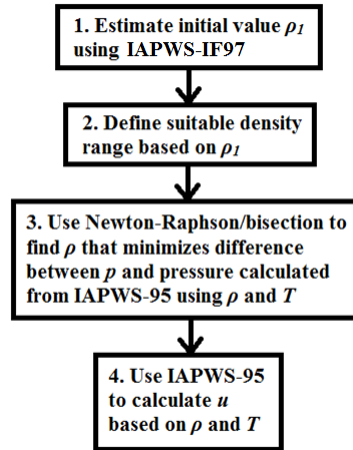 1. Estimate initial value ρ1
using IAPWS-IF97
2. Define suitable density
range based on ρ1
3. Use Newton-Raphson/bisection to
find ρ that minimizes difference
between p and pressure calculated
from IAPWS-95 using ρ and T
4. Use IAPWS-95
to calculate u
based on ρ and T